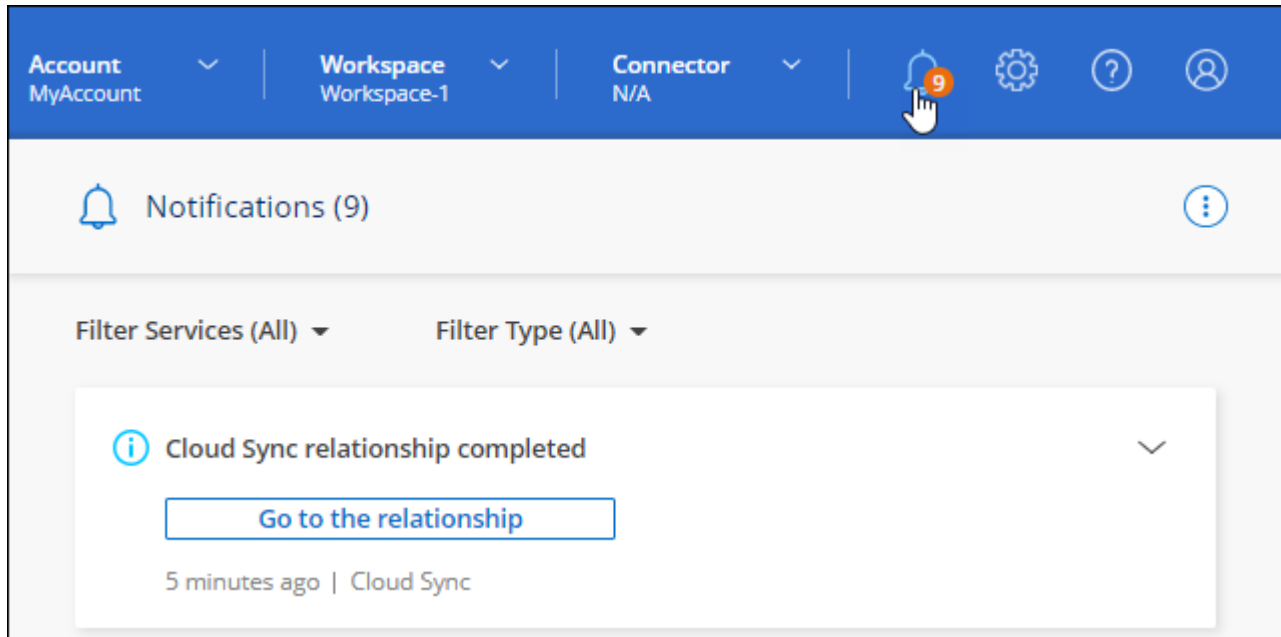 Account Workspace Connector
MyAccount Workspace-1 N/A
9
?
Notifications (9)
Filter Services (All) Filter Type (All)
i Cloud Sync relationship completed
Go to the relationship
5 minutes ago | Cloud Sync